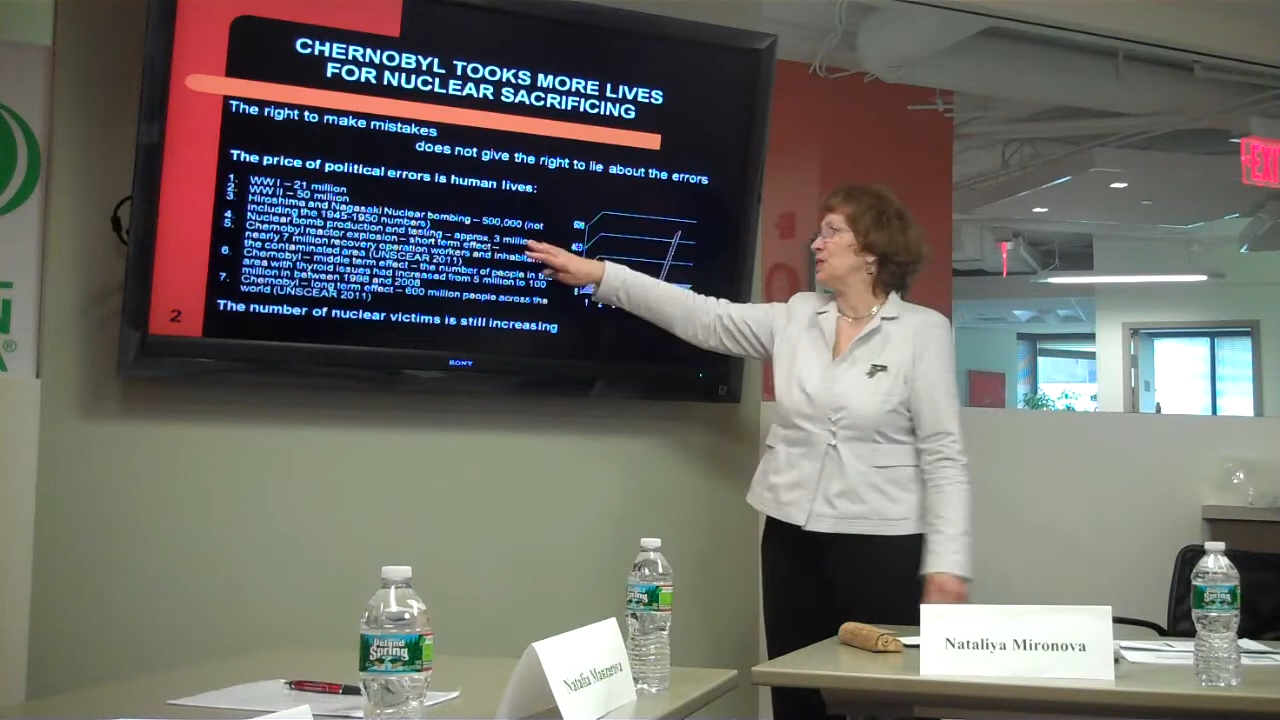 CHERNOBYL TOOKS MORE LIVES
FOR NUCLEAR SACRIFICING
The right to make mistakes
does not give the right to lie about the errors
The price of political errors is human lives:
1. WW I – 21 million
2. WW II – 50 million
3. Hiroshima and Nagasaki Nuclear bombing – 500,000 (not
including the 1945-1950 numbers)
4. Nuclear bomb production and testing – approx. 3 million
5. Chernobyl reactor explosion – short term effect –
nearly 7 million recovery operation workers and
the contaminated area (UNSCEAR 2011)
6. Chernobyl – middle term effect – the number of people in
area with thyroid issues had increased from 5 million to 100
million in between 1998 and 2008
7. Chernobyl – long term effect – 600 million people across the
world (UNSCEAR 2011)
The number of nuclear victims is still increasing
2
SONY
EXIT
N
A®
Poland
Spring
Natalia
Nataliya Mironova
Spring
Spring